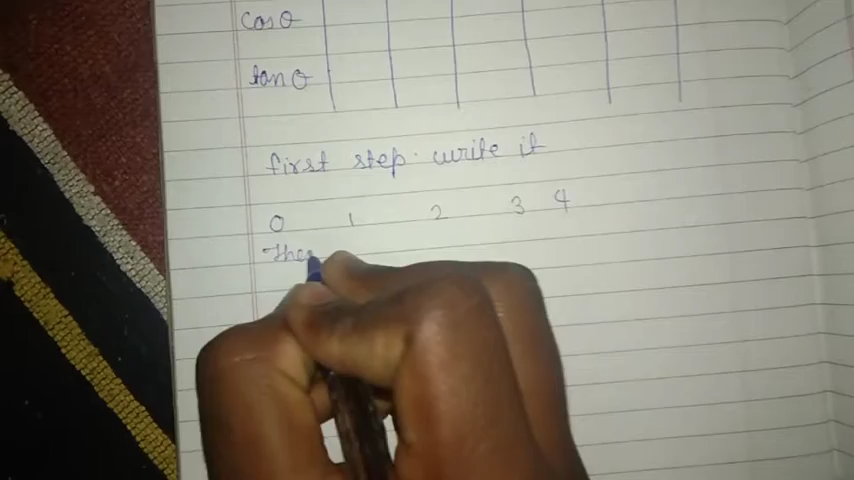 cos θ
tan θ
first step. write it
0 1 2 3 4